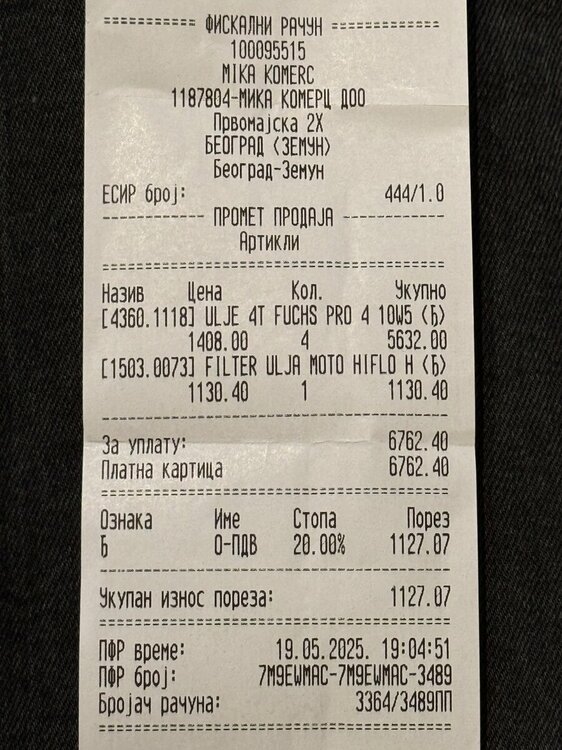 ============ ФИСКАЛНИ РАЧУН ============
100095515
MIKA KOMERC
1187804-МИКА КОМЕРЦ ДОО
Првомајска 2X
БЕОГРАД (ЗЕМУН)
Београд-Земун
ЕСИР број: 444/1.0
------------- ПРОМЕТ ПРОДАЈА -------------
Артикли
========================================
Назив Цена Кол. Укупно
[4360.1118] ULJE 4T FUCHS PRO 4 10W5 (Ђ)
1408.00 4 5632.00
[1503.0073] FILTER ULJA MOTO HIFLO H (Ђ)
1130.40 1 1130.40
----------------------------------------
За уплату: 6762.40
Платна картица 6762.40
========================================
Ознака Име Стопа Порез
Ђ О-ПДВ 20.00% 1127.07
----------------------------------------
Укупан износ пореза: 1127.07
========================================
ПФР време: 19.05.2025. 19:04:51
ПФР број: 7M9EWMAC-7M9EWMAC-3489
Бројач рачуна: 3364/3489ПП
========================================